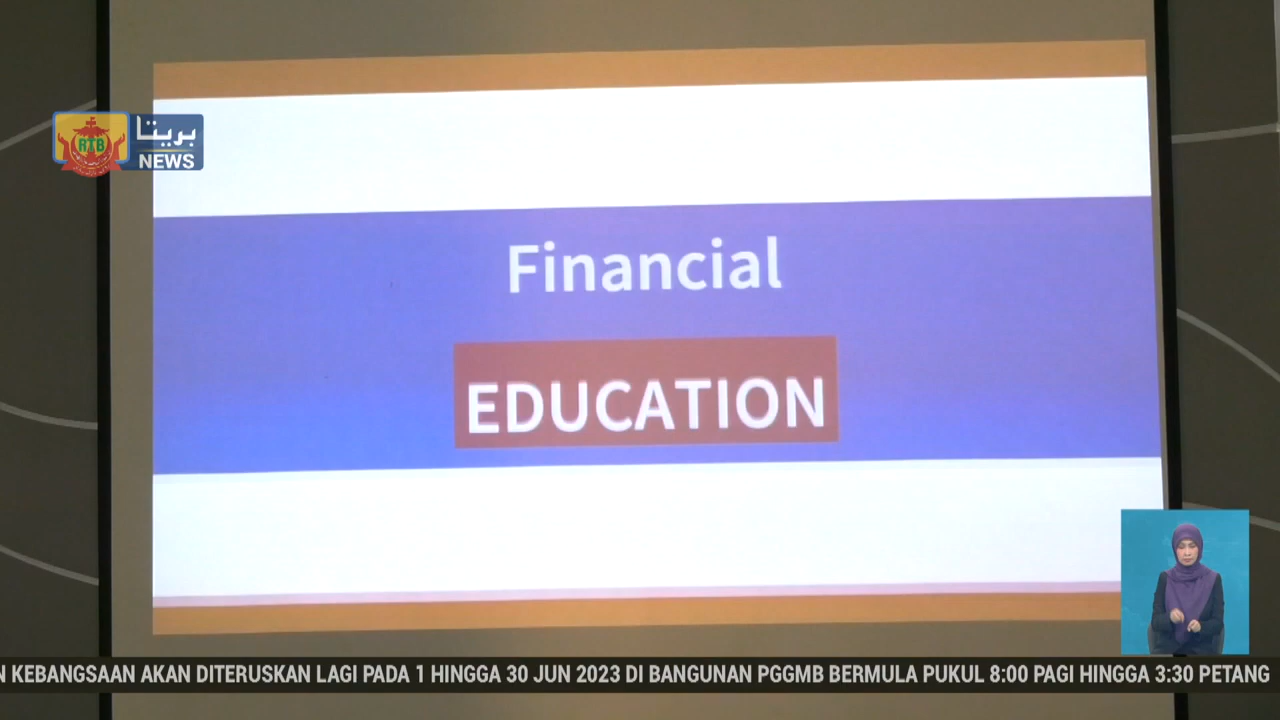 RTB
بريتا
NEWS
Financial
EDUCATION
N KEBANGSAAN AKAN DITERUSKAN LAGI PADA 1 HINGGA 30 JUN 2023 DI BANGUNAN PGGMB BERMULA PUKUL 8:00 PAGI HINGGA 3:30 PETANG